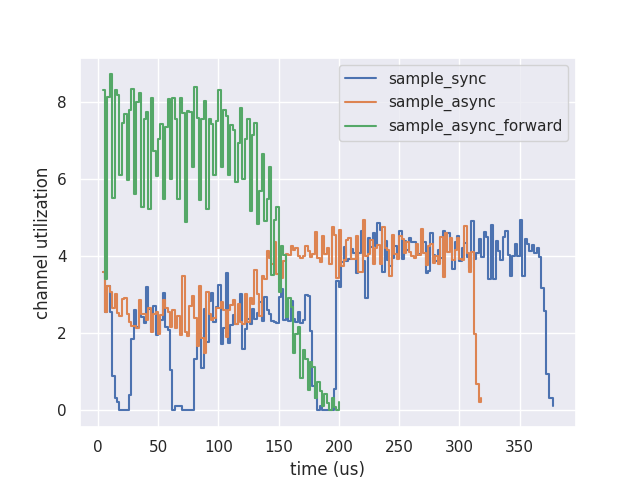 sample_sync
sample_async
sample_async_forward
channel utilization
8
6
4
2
0
0 50 100 150 200 250 300 350
time (us)